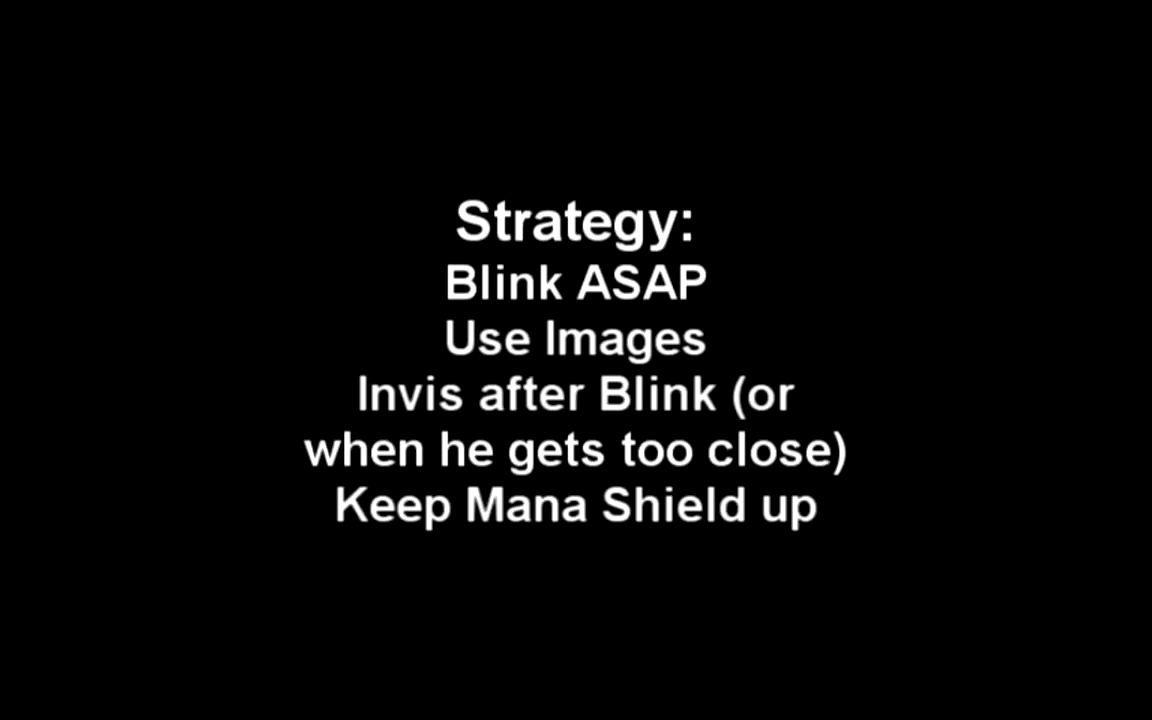 Strategy:
Blink ASAP
Use Images
Invis after Blink (or
when he gets too close)
Keep Mana Shield up